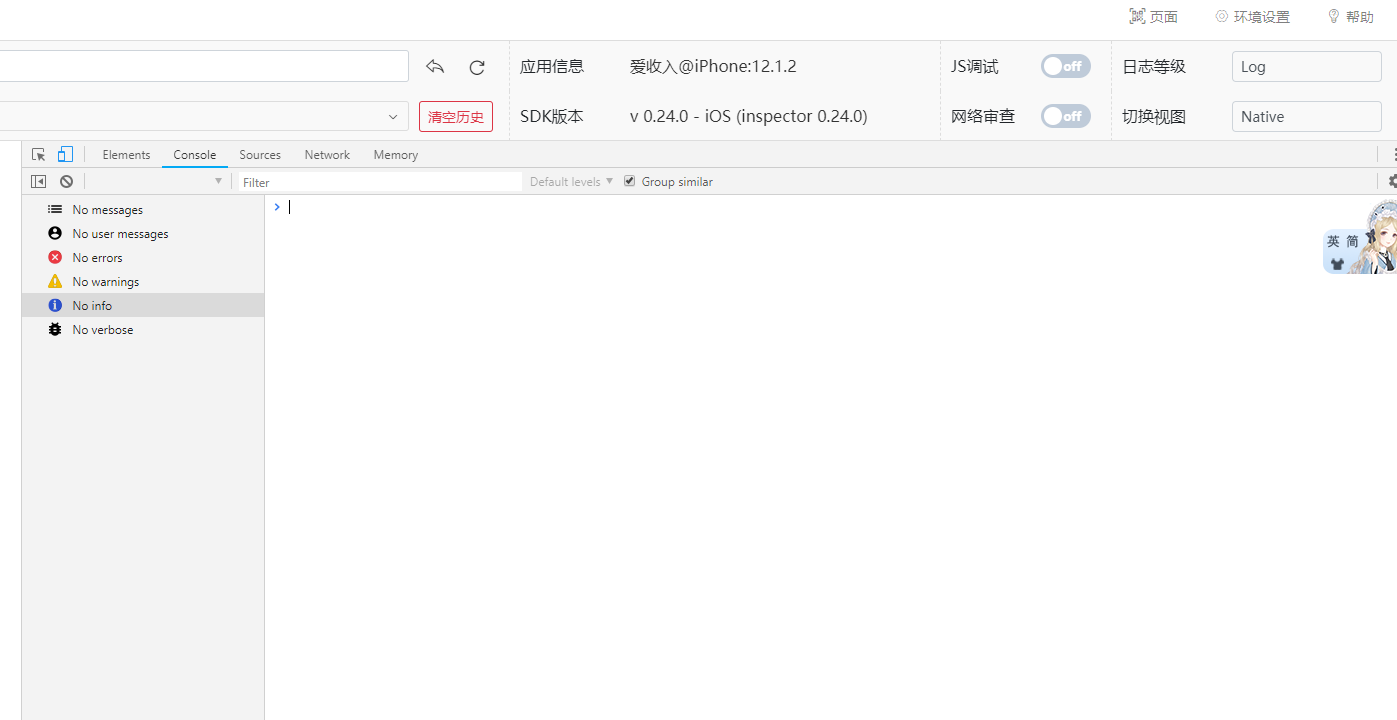 页面 环境设置 帮助
应用信息 爱收入@iPhone:12.1.2 JS调试 off 日志等级 Log
清空历史 SDK版本 v 0.24.0 - iOS (inspector 0.24.0) 网络审查 off 切换视图 Native
Elements Console Sources Network Memory
Filter Default levels Group similar
No messages
No user messages
No errors
No warnings
No info
No verbose
英 简